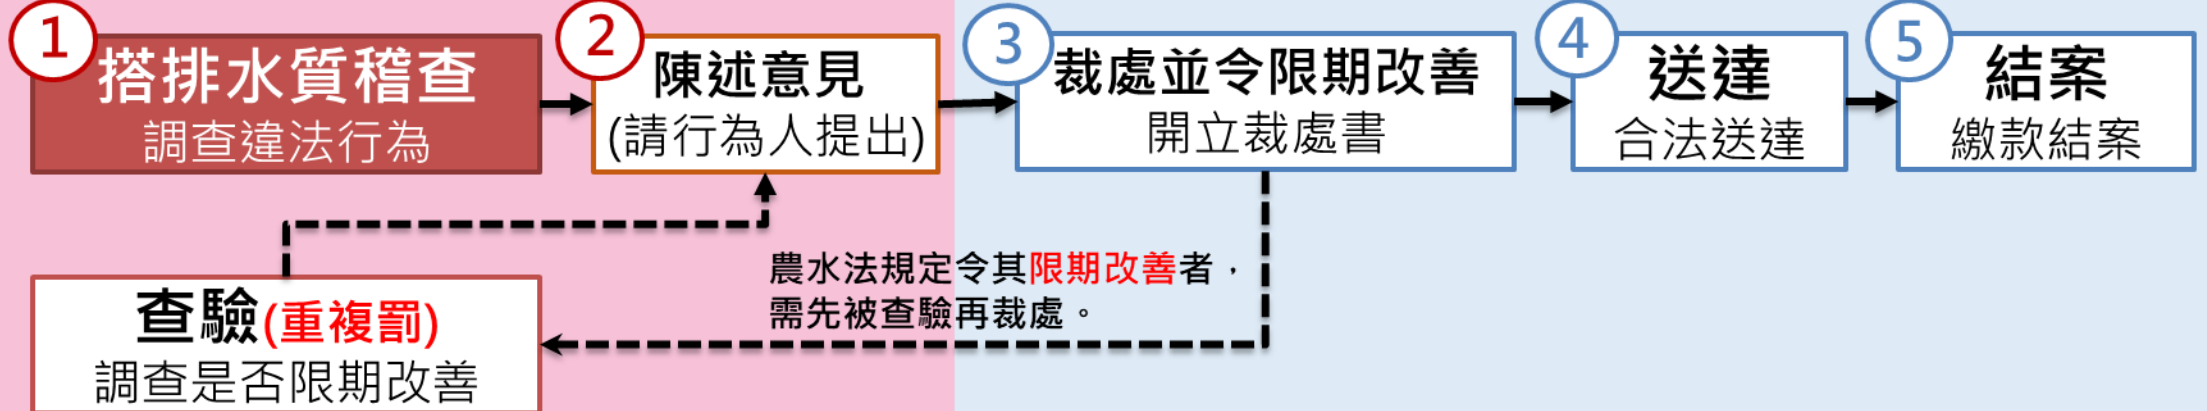 1
搭排水質稽查
調查違法行為
2
陳述意見
(請行為人提出)
3
裁處並令限期改善
開立裁處書
4
送達
合法送達
5
結案
繳款結案
農水法規定令其限期改善者，
需先被查驗再裁處。
查驗(重複罰)
調查是否限期改善